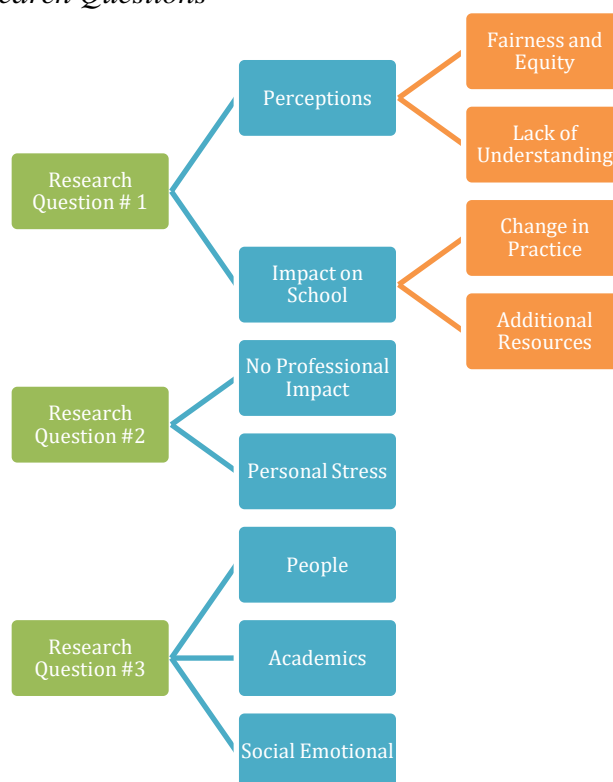 Research Questions
Fairness and
Equity
Perceptions
Lack of
Understanding
Research
Question # 1
Change in
Practice
Impact on
School
Additional
Resources
No Professional
Impact
Research
Question #2
Personal Stress
People
Research
Question #3
Academics
Social Emotional